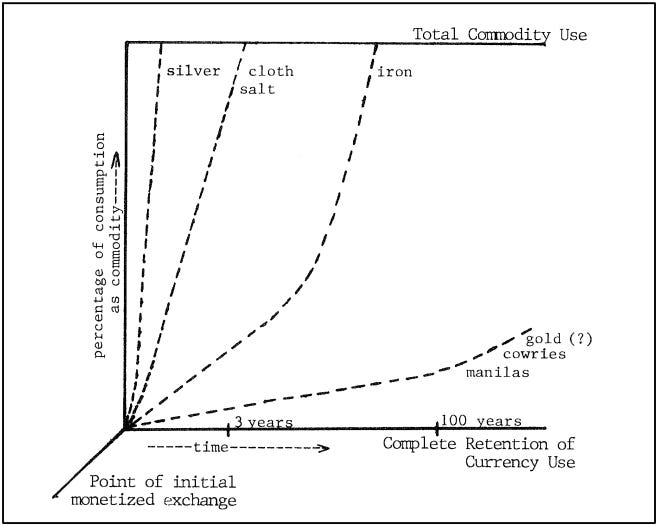 Total Commodity Use
silver
cloth
salt
iron
percentage of consumption
as commodity
gold (?)
cowries
manilas
3 years
100 years
time
Complete Retention of
Currency Use
Point of initial
monetized exchange